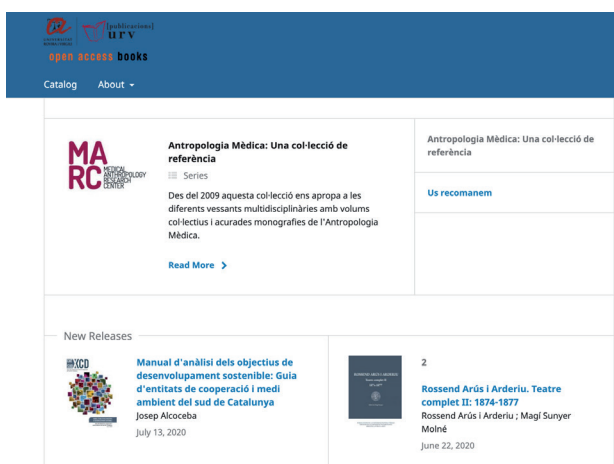 [publicacions]
urv
open access books
Catalog
About
MARC
MEDICAL
ANTHROPOLOGY
RESEARCH
CENTER
Antropologia Mèdica: Una col·lecció de
referència
Series
Des del 2009 aquesta col·lecció ens apropa a les
diferents vessants multidisciplinàries amb volums
col·lectius i acurades monografies de l'Antropologia
Mèdica.
Read More
Antropologia Mèdica: Una col·lecció de
referència
Us recomanem
New Releases
Manual d'anàlisi dels objectius de
desenvolupament sostenible: Guia
d'entitats de cooperació i medi
ambient del sud de Catalunya
Josep Alcoceba
July 13, 2020
ROSSEND ARÚS I ARDERIU
2
Rossend Arús i Arderiu. Teatre
complet II: 1874-1877
Rossend Arús i Arderiu ; Magí Sunyer
Molné
June 22, 2020